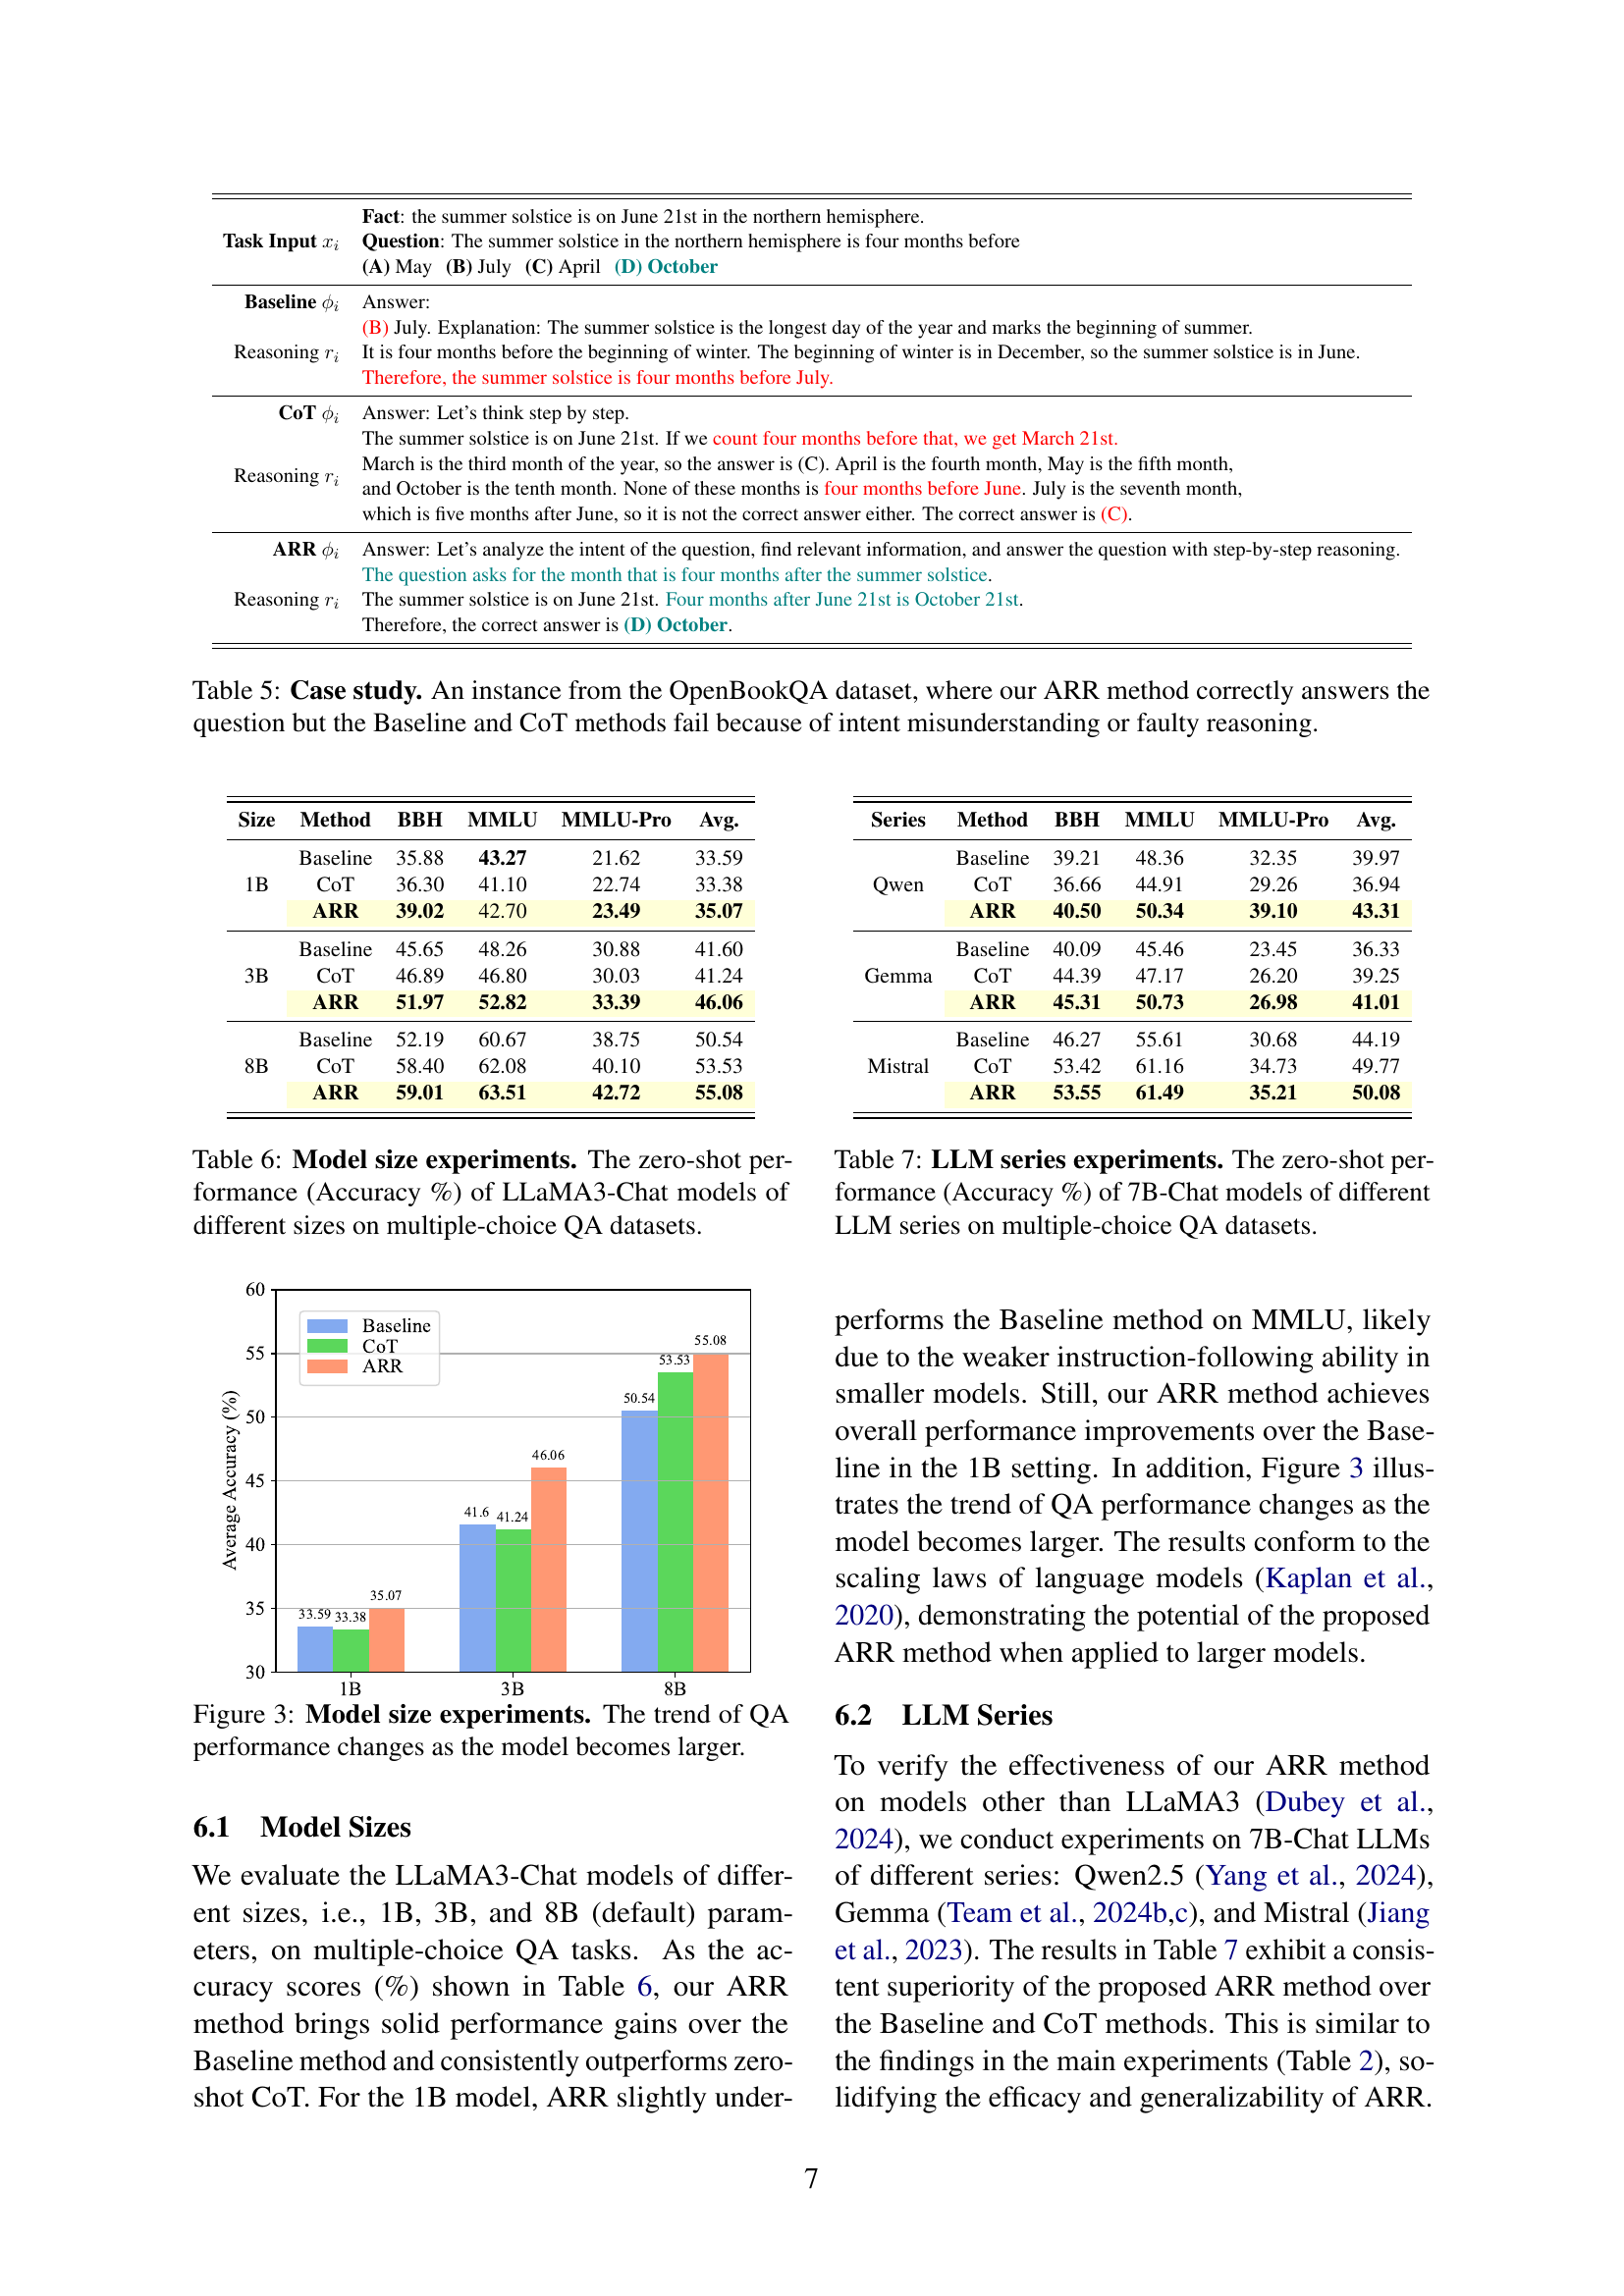 Task Input xi
Fact: the summer solstice is on June 21st in the northern hemisphere.
Question: The summer solstice in the northern hemisphere is four months before
(A) May (B) July (C) April (D) October
Baseline ϕi Answer:
Reasoning ri
(B) July. Explanation: The summer solstice is the longest day of the year and marks the beginning of summer.
It is four months before the beginning of winter. The beginning of winter is in December, so the summer solstice is in June.
Therefore, the summer solstice is four months before July.
CoT ϕi Answer: Let's think step by step.
Reasoning ri
The summer solstice is on June 21st. If we count four months before that, we get March 21st.
March is the third month of the year, so the answer is (C). April is the fourth month, May is the fifth month,
and October is the tenth month. None of these months is four months before June. July is the seventh month,
which is five months after June, so it is not the correct answer either. The correct answer is (C).
ARR ϕi Answer: Let's analyze the intent of the question, find relevant information, and answer the question with step-by-step reasoning.
Reasoning ri
The question asks for the month that is four months after the summer solstice.
The summer solstice is on June 21st. Four months after June 21st is October 21st.
Therefore, the correct answer is (D) October.
Table 5: Case study. An instance from the OpenBookQA dataset, where our ARR method correctly answers the
question but the Baseline and CoT methods fail because of intent misunderstanding or faulty reasoning.
Size Method BBH MMLU MMLU-Pro Avg.
1B
Baseline 35.88 43.27 21.62 33.59
CoT 36.30 41.10 22.74 33.38
ARR 39.02 42.70 23.49 35.07
3B
Baseline 45.65 48.26 30.88 41.60
CoT 46.89 46.80 30.03 41.24
ARR 51.97 52.82 33.39 46.06
8B
Baseline 52.19 60.67 38.75 50.54
CoT 58.40 62.08 40.10 53.53
ARR 59.01 63.51 42.72 55.08
Table 6: Model size experiments. The zero-shot per-
formance (Accuracy %) of LLaMA3-Chat models of
different sizes on multiple-choice QA datasets.
Series Method BBH MMLU MMLU-Pro Avg.
Qwen
Baseline 39.21 48.36 32.35 39.97
CoT 36.66 44.91 29.26 36.94
ARR 40.50 50.34 39.10 43.31
Gemma
Baseline 40.09 45.46 23.45 36.33
CoT 44.39 47.17 26.20 39.25
ARR 45.31 50.73 26.98 41.01
Mistral
Baseline 46.27 55.61 30.68 44.19
CoT 53.42 61.16 34.73 49.77
ARR 53.55 61.49 35.21 50.08
Table 7: LLM series experiments. The zero-shot per-
formance (Accuracy %) of 7B-Chat models of different
LLM series on multiple-choice QA datasets.
Average Accuracy (%)
60
55
50
45
40
35
30
Baseline
CoT
ARR
33.59 33.38 35.07
41.6 41.24 46.06
50.54 53.53 55.08
1B 3B 8B
Figure 3: Model size experiments. The trend of QA
performance changes as the model becomes larger.
6.1 Model Sizes
We evaluate the LLaMA3-Chat models of differ-
ent sizes, i.e., 1B, 3B, and 8B (default) param-
eters, on multiple-choice QA tasks. As the ac-
curacy scores (%) shown in Table 6, our ARR
method brings solid performance gains over the
Baseline method and consistently outperforms zero-
shot CoT. For the 1B model, ARR slightly under-
performs the Baseline method on MMLU, likely
due to the weaker instruction-following ability in
smaller models. Still, our ARR method achieves
overall performance improvements over the Base-
line in the 1B setting. In addition, Figure 3 illus-
trates the trend of QA performance changes as the
model becomes larger. The results conform to the
scaling laws of language models (Kaplan et al.,
2020), demonstrating the potential of the proposed
ARR method when applied to larger models.
6.2 LLM Series
To verify the effectiveness of our ARR method
on models other than LLaMA3 (Dubey et al.,
2024), we conduct experiments on 7B-Chat LLMs
of different series: Qwen2.5 (Yang et al., 2024),
Gemma (Team et al., 2024b,c), and Mistral (Jiang
et al., 2023). The results in Table 7 exhibit a consis-
tent superiority of the proposed ARR method over
the Baseline and CoT methods. This is similar to
the findings in the main experiments (Table 2), so-
lidifying the efficacy and generalizability of ARR.
7